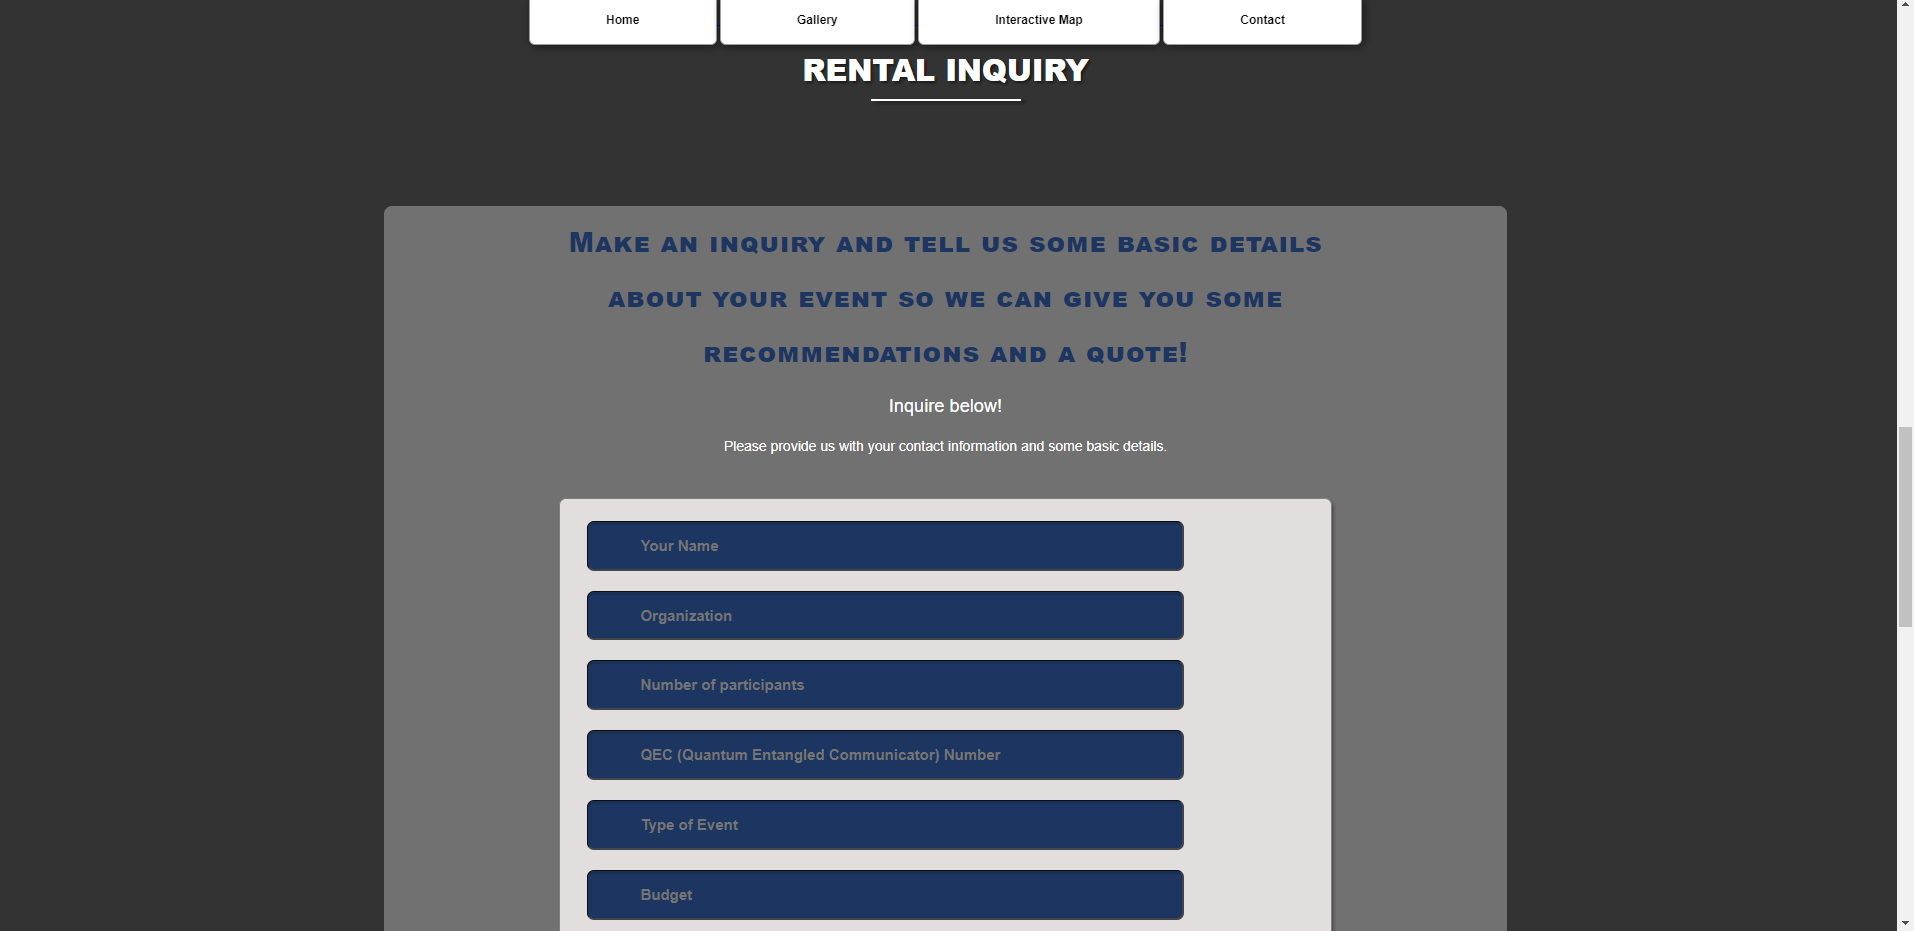 Home Gallery Interactive Map Contact
RENTAL INQUIRY
Make an inquiry and tell us some basic details
about your event so we can give you some
recommendations and a quote!
Inquire below!
Please provide us with your contact information and some basic details.
Your Name
Organization
Number of participants
QEC (Quantum Entangled Communicator) Number
Type of Event
Budget